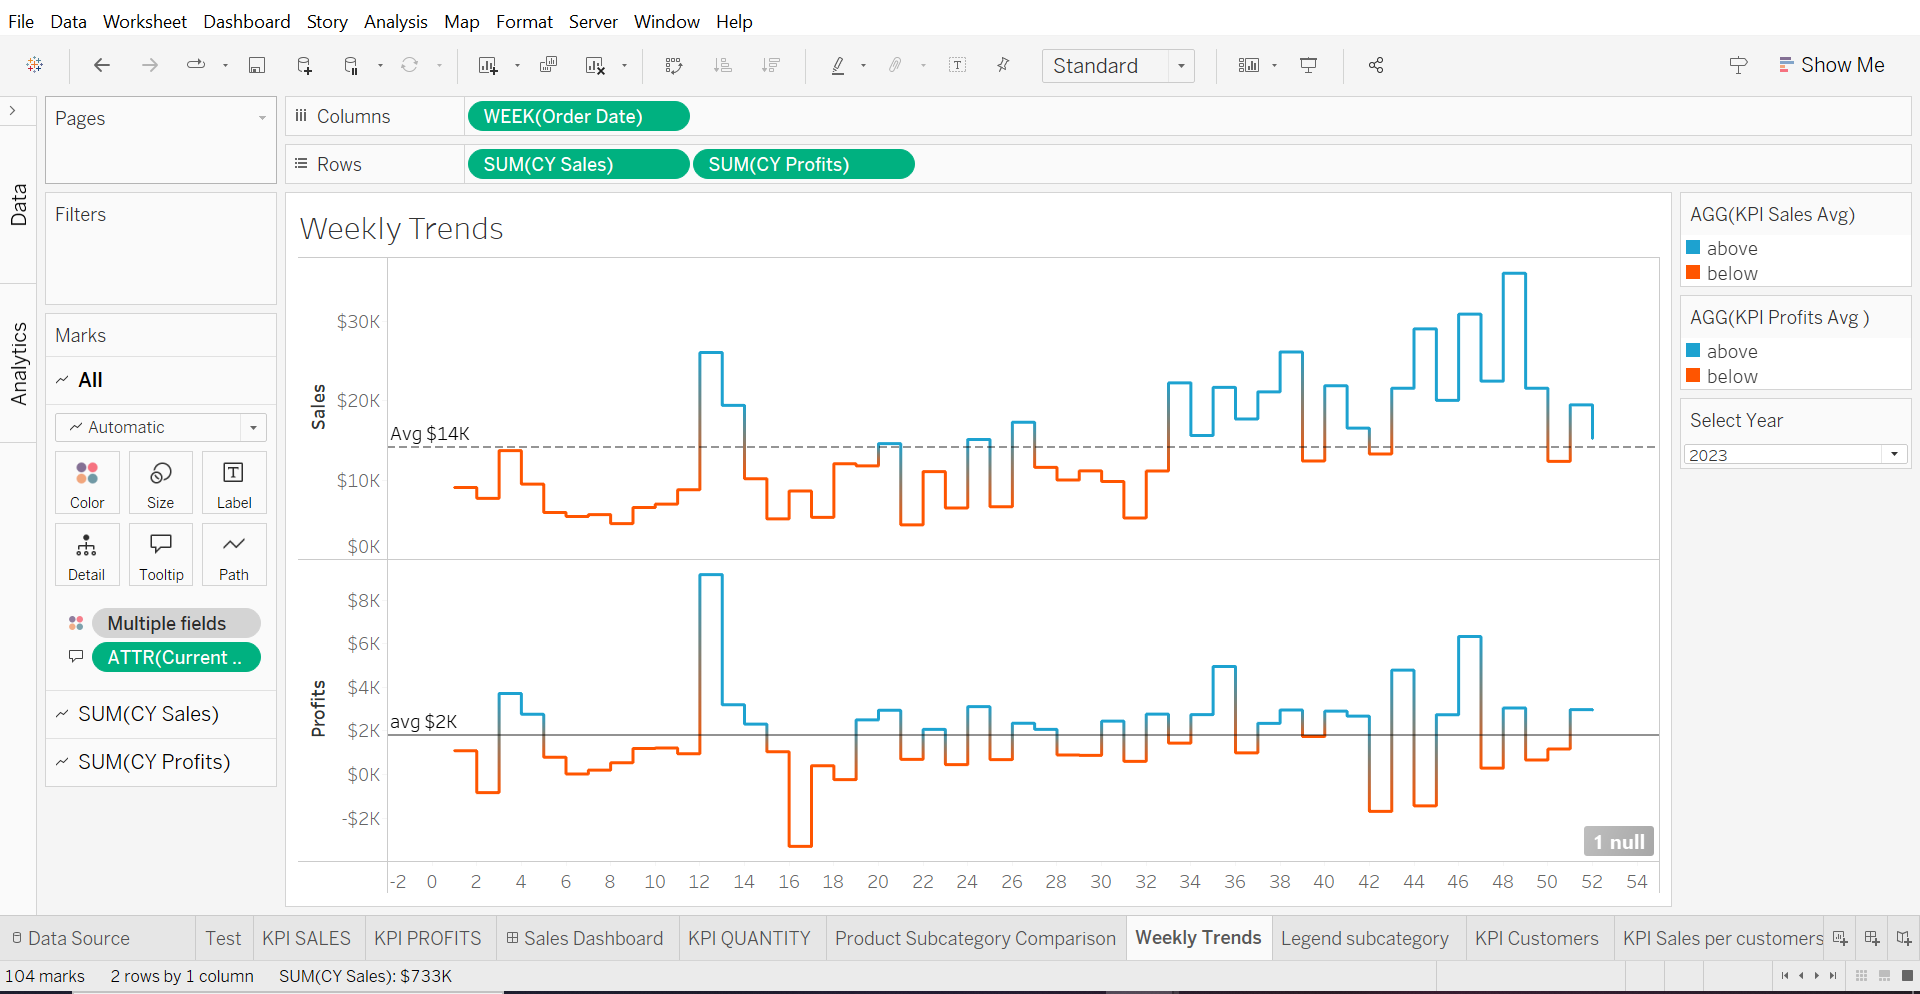 File Data Worksheet Dashboard Story Analysis Map Format Server Window Help
Standard
Show Me
Data
Analytics
Pages
Filters
Marks
All
Automatic
Color Size Label
Detail Tooltip Path
Multiple fields
ATTR(Current ..
SUM(CY Sales)
SUM(CY Profits)
Columns WEEK(Order Date)
Rows SUM(CY Sales) SUM(CY Profits)
Weekly Trends
Sales
$30K
$20K
Avg $14K
$10K
$0K
Profits
$8K
$6K
$4K
$2K
avg $2K
$0K
-$2K
1 null
-2 0 2 4 6 8 10 12 14 16 18 20 22 24 26 28 30 32 34 36 38 40 42 44 46 48 50 52 54
AGG(KPI Sales Avg)
above
below
AGG(KPI Profits Avg )
above
below
Select Year
2023
Data Source Test KPI SALES KPI PROFITS Sales Dashboard KPI QUANTITY Product Subcategory Comparison Weekly Trends Legend subcategory KPI Customers KPI Sales per customers
104 marks 2 rows by 1 column SUM(CY Sales): $733K